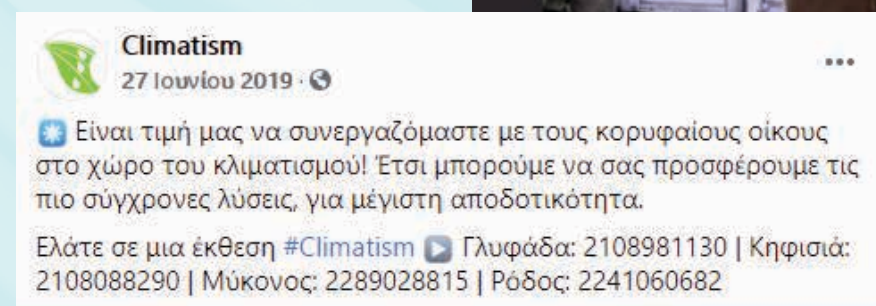 Climatism
27 Ιουνίου 2019 ·
Είναι τιμή μας να συνεργαζόμαστε με τους κορυφαίους οίκους
στο χώρο του κλιματισμού! Έτσι μπορούμε να σας προσφέρουμε τις
πιο σύγχρονες λύσεις, για μέγιστη αποδοτικότητα.
Ελάτε σε μια έκθεση #Climatism ▶ Γλυφάδα: 2108981130 | Κηφισιά:
2108088290 | Μύκονος: 2289028815 | Ρόδος: 2241060682